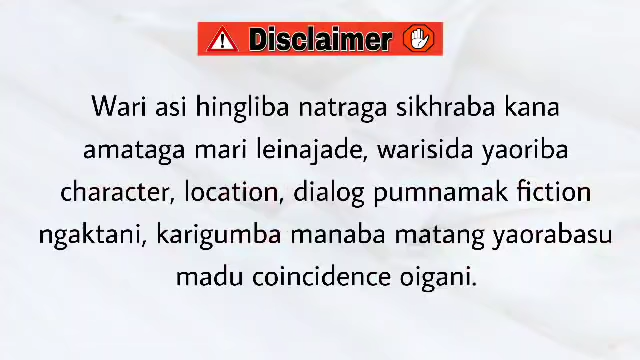 Disclaimer
Wari asi hingliba natraga sikhraba kana
amataga mari leinajade, warisida yaoriba
character, location, dialog pumnamak fiction
ngaktani, karigumba manaba matang yaorabasu
madu coincidence oigani.